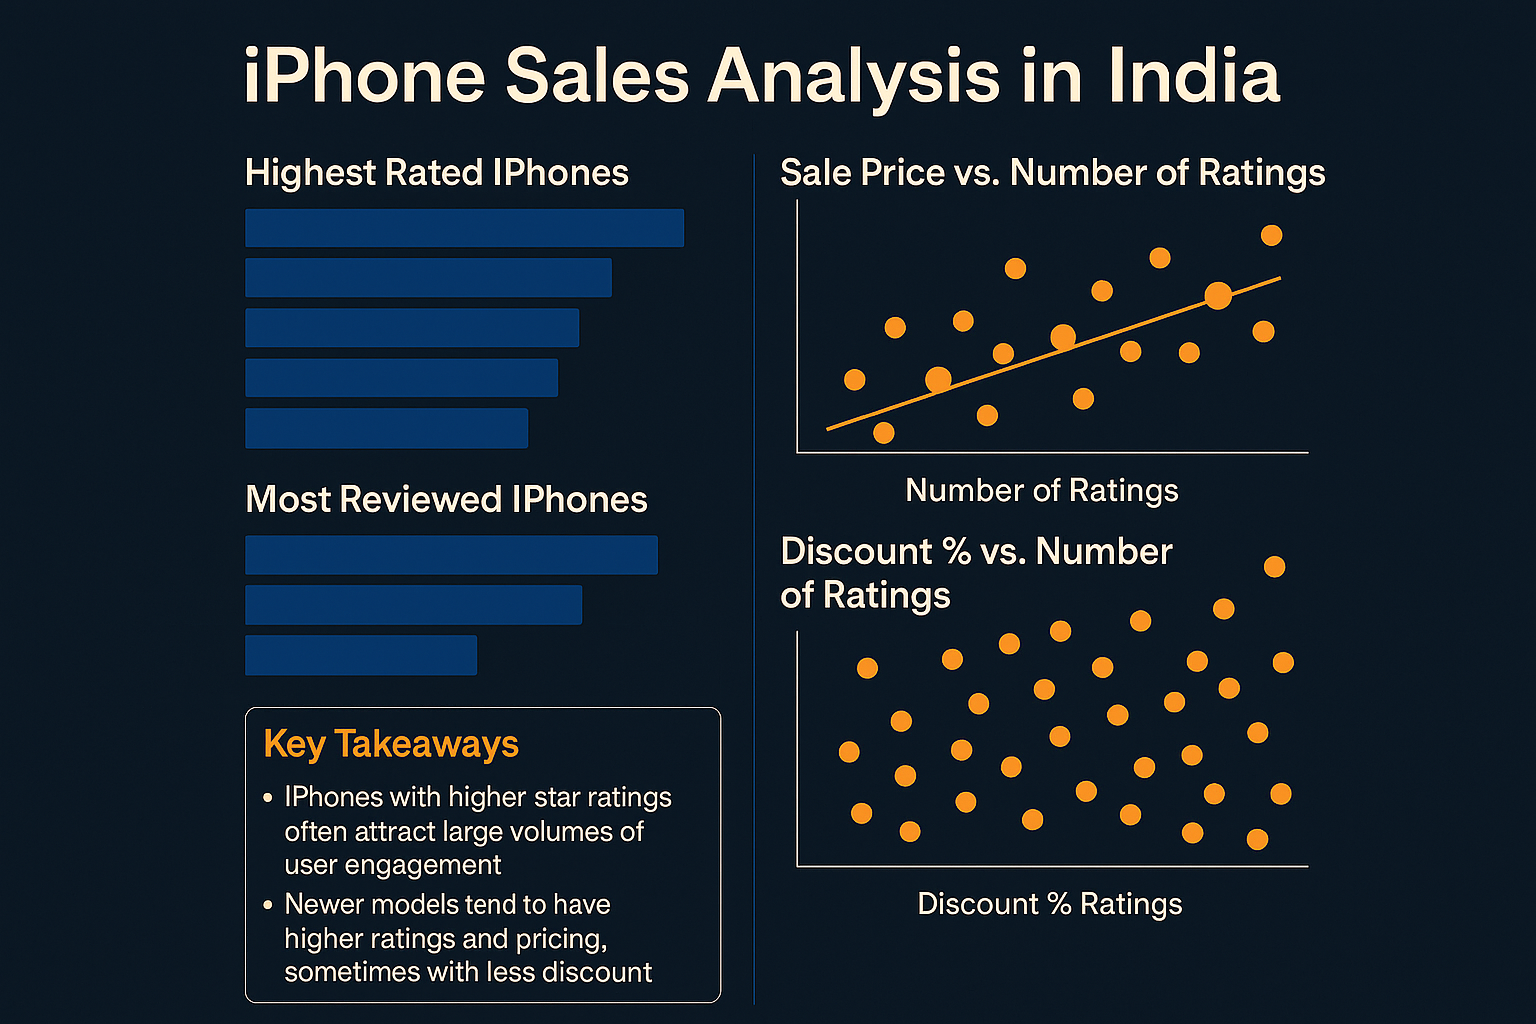 iPhone Sales Analysis in India
Highest Rated IPhones
Most Reviewed IPhones
Key Takeaways
• IPhones with higher star ratings
often attract large volumes of
user engagement
• Newer models tend to have
higher ratings and pricing,
sometimes with less discount
Sale Price vs. Number of Ratings
Number of Ratings
Discount % vs. Number
of Ratings
Discount % Ratings